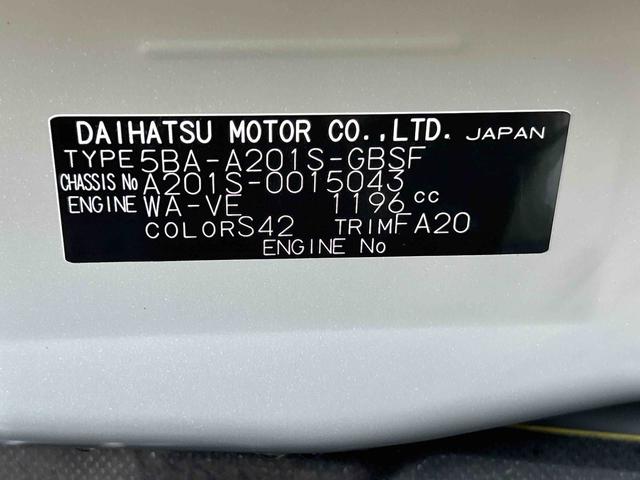 DAIHATSU MOTOR CO.,LTD. JAPAN
TYPE 5BA-A201S-GBSF
CHASSIS No A201S-0015043
ENGINE WA-VE 1196 cc
COLOR S42 TRIM FA20
ENGINE No